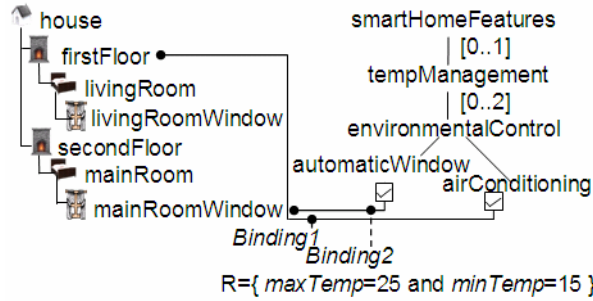 house
firstFloor
livingRoom
livingRoomWindow
secondFloor
mainRoom
mainRoomWindow
smartHomeFeatures
[0..1]
tempManagement
[0..2]
environmentalControl
automaticWindow
airConditioning
Binding1
Binding2
R={ maxTemp=25 and minTemp=15 }